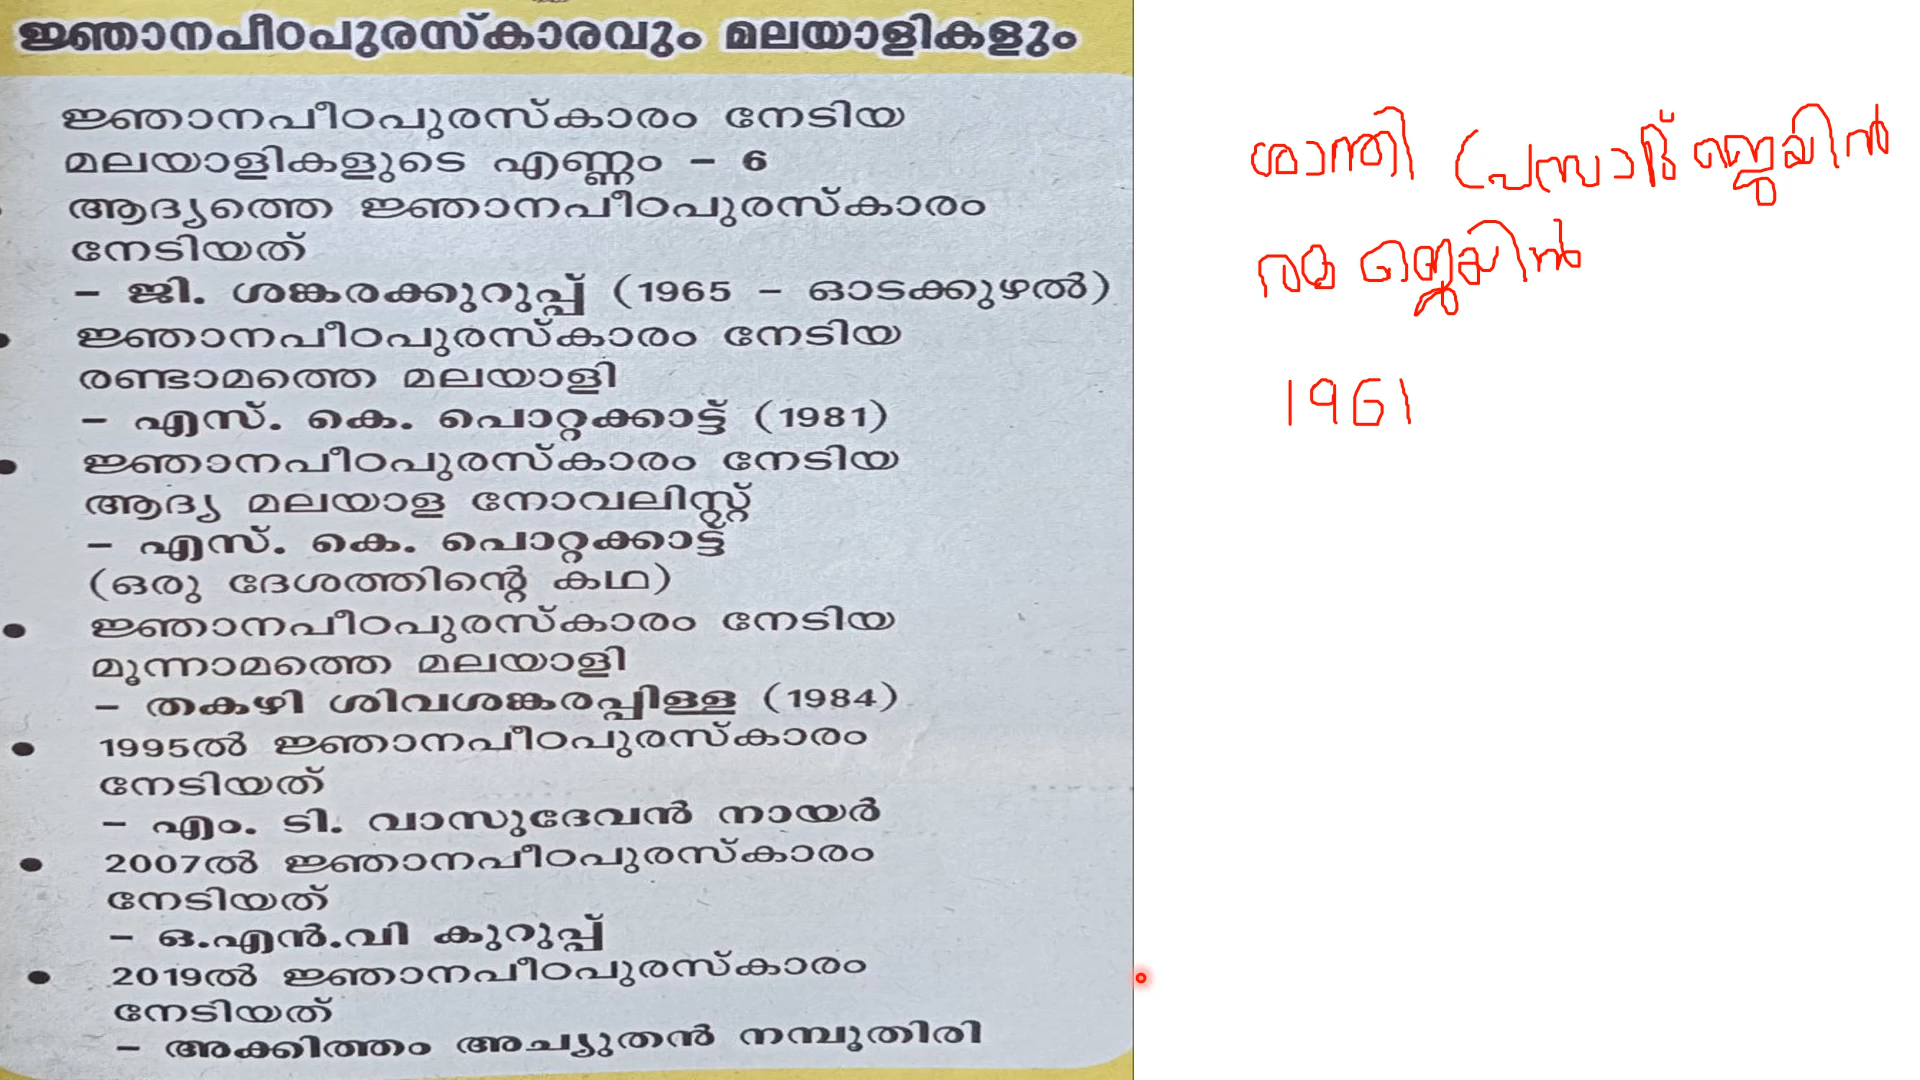 ജ്ഞാനപീഠപുരസ്കാരവും മലയാളികളും
ജ്ഞാനപീഠപുരസ്കാരം നേടിയ
മലയാളികളുടെ എണ്ണം – 6
ആദ്യത്തെ ജ്ഞാനപീഠപുരസ്കാരം
നേടിയത്
– ജി. ശങ്കരക്കുറുപ്പ് (1965 – ഓടക്കുഴൽ)
ജ്ഞാനപീഠപുരസ്കാരം നേടിയ
രണ്ടാമത്തെ മലയാളി
– എസ്. കെ. പൊറ്റക്കാട്ട് (1981)
ജ്ഞാനപീഠപുരസ്കാരം നേടിയ
ആദ്യ മലയാള നോവലിസ്റ്റ്
– എസ്. കെ. പൊറ്റക്കാട്ട്
(ഒരു ദേശത്തിന്റെ കഥ)
ജ്ഞാനപീഠപുരസ്കാരം നേടിയ
മൂന്നാമത്തെ മലയാളി
– തകഴി ശിവശങ്കരപ്പിള്ള (1984)
1995ൽ ജ്ഞാനപീഠപുരസ്കാരം
നേടിയത്
– എം. ടി. വാസുദേവൻ നായർ
2007ൽ ജ്ഞാനപീഠപുരസ്കാരം
നേടിയത്
– ഒ.എൻ.വി കുറുപ്പ്
2019ൽ ജ്ഞാനപീഠപുരസ്കാരം
നേടിയത്
– അക്കിത്തം അച്യുതൻ നമ്പൂതിരി
ശാന്തി പ്രസാദ് ജെയിൻ
രമ ജെയിൻ
1961